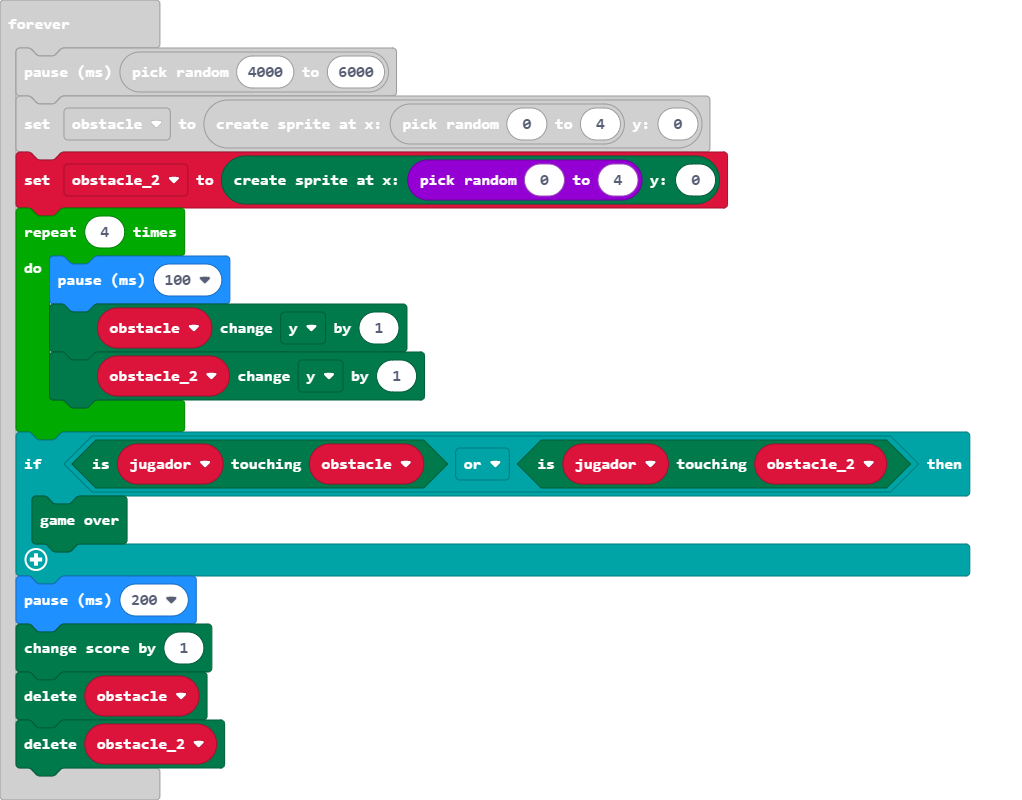 forever
pause (ms) pick random 4000 to 6000
set obstacle to create sprite at x: pick random 0 to 4 y: 0
set obstacle_2 to create sprite at x: pick random 0 to 4 y: 0
repeat 4 times
do
pause (ms) 100
obstacle change y by 1
obstacle_2 change y by 1
if is jugador touching obstacle or is jugador touching obstacle_2 then
game over
pause (ms) 200
change score by 1
delete obstacle
delete obstacle_2